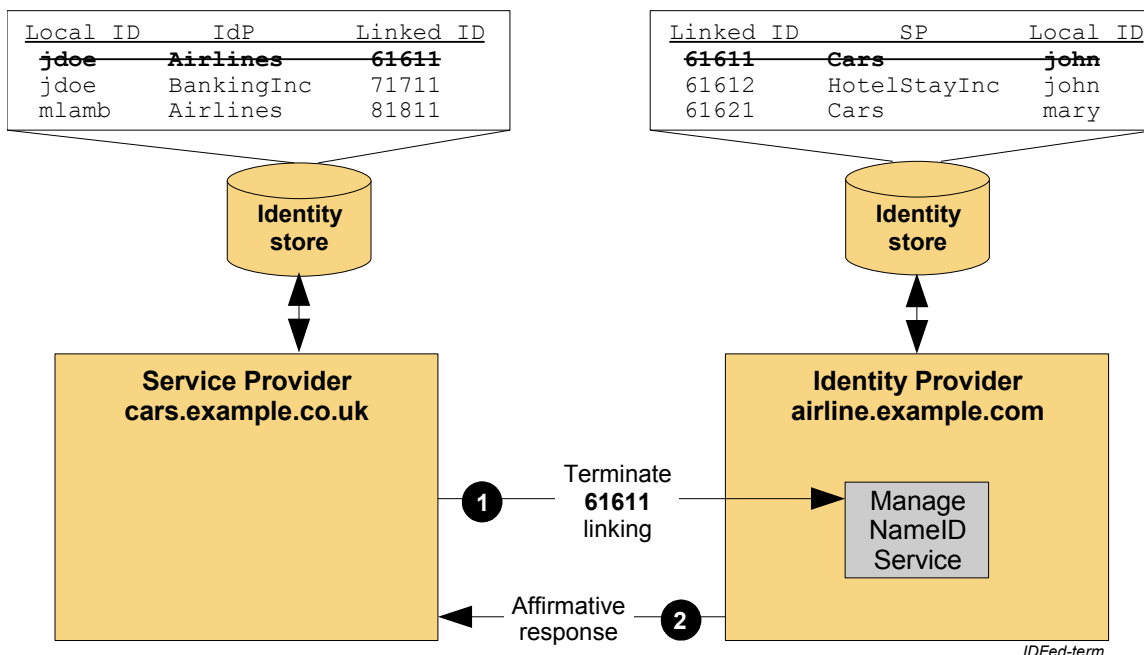 Local ID IdP Linked ID
jdoe Airlines 61611
jdoe BankingInc 71711
mlamb Airlines 81811
Linked ID SP Local ID
61611 Cars john
61612 HotelStayInc john
61621 Cars mary
Identity
store
Identity
store
Service Provider
cars.example.co.uk
Identity Provider
airline.example.com
1
Terminate
61611
linking
Manage
NameID
Service
Affirmative
response
2
IDFed-term